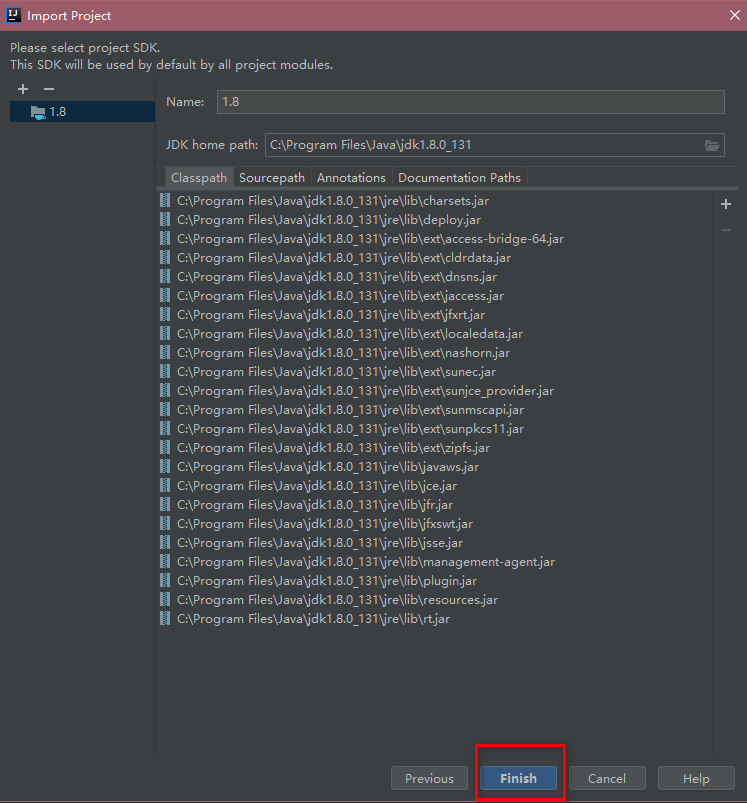 IJ Import Project
Please select project SDK.
This SDK will be used by default by all project modules.
1.8
Name: 1.8
JDK home path: C:\Program Files\Java\jdk1.8.0_131
Classpath Sourcepath Annotations Documentation Paths
C:\Program Files\Java\jdk1.8.0_131\jre\lib\charsets.jar
C:\Program Files\Java\jdk1.8.0_131\jre\lib\deploy.jar
C:\Program Files\Java\jdk1.8.0_131\jre\lib\ext\access-bridge-64.jar
C:\Program Files\Java\jdk1.8.0_131\jre\lib\ext\cldrdata.jar
C:\Program Files\Java\jdk1.8.0_131\jre\lib\ext\dnsns.jar
C:\Program Files\Java\jdk1.8.0_131\jre\lib\ext\jaccess.jar
C:\Program Files\Java\jdk1.8.0_131\jre\lib\ext\jfxrt.jar
C:\Program Files\Java\jdk1.8.0_131\jre\lib\ext\localedata.jar
C:\Program Files\Java\jdk1.8.0_131\jre\lib\ext\nashorn.jar
C:\Program Files\Java\jdk1.8.0_131\jre\lib\ext\sunec.jar
C:\Program Files\Java\jdk1.8.0_131\jre\lib\ext\sunjce_provider.jar
C:\Program Files\Java\jdk1.8.0_131\jre\lib\ext\sunmscapi.jar
C:\Program Files\Java\jdk1.8.0_131\jre\lib\ext\sunpkcs11.jar
C:\Program Files\Java\jdk1.8.0_131\jre\lib\ext\zipfs.jar
C:\Program Files\Java\jdk1.8.0_131\jre\lib\javaws.jar
C:\Program Files\Java\jdk1.8.0_131\jre\lib\jce.jar
C:\Program Files\Java\jdk1.8.0_131\jre\lib\jfr.jar
C:\Program Files\Java\jdk1.8.0_131\jre\lib\jfxswt.jar
C:\Program Files\Java\jdk1.8.0_131\jre\lib\jsse.jar
C:\Program Files\Java\jdk1.8.0_131\jre\lib\management-agent.jar
C:\Program Files\Java\jdk1.8.0_131\jre\lib\plugin.jar
C:\Program Files\Java\jdk1.8.0_131\jre\lib\resources.jar
C:\Program Files\Java\jdk1.8.0_131\jre\lib\rt.jar
Previous Finish Cancel Help